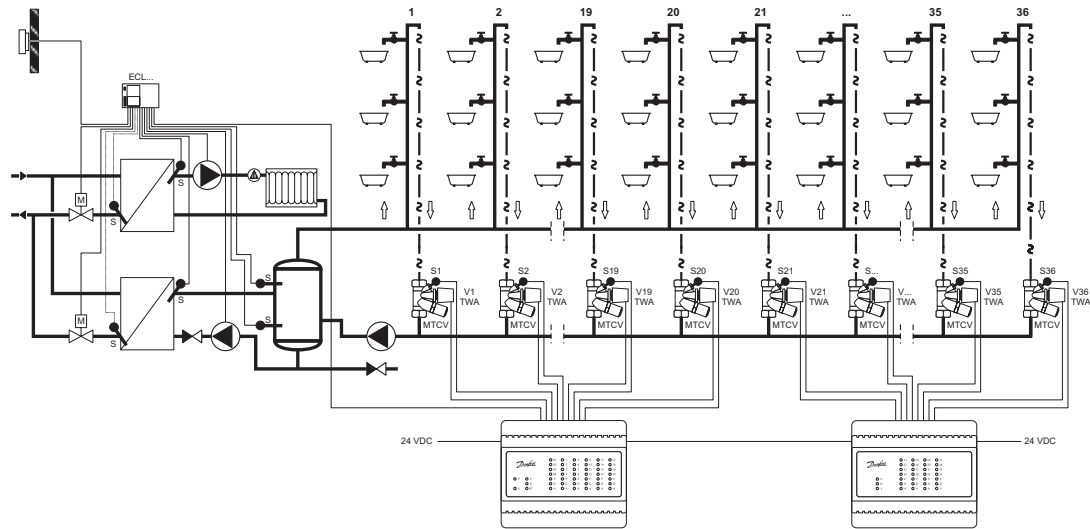 1 2 19 20 21 ... 35 36
ECL...
S
M
S
S
S
M
S
S
S1 S2 S19 S20 S21 S... S35 S36
V1 V2 V19 V20 V21 V... V35 V36
TWA TWA TWA TWA TWA TWA TWA TWA
MTCV MTCV MTCV MTCV MTCV MTCV MTCV MTCV
24 VDC 24 VDC
Danfoss Danfoss